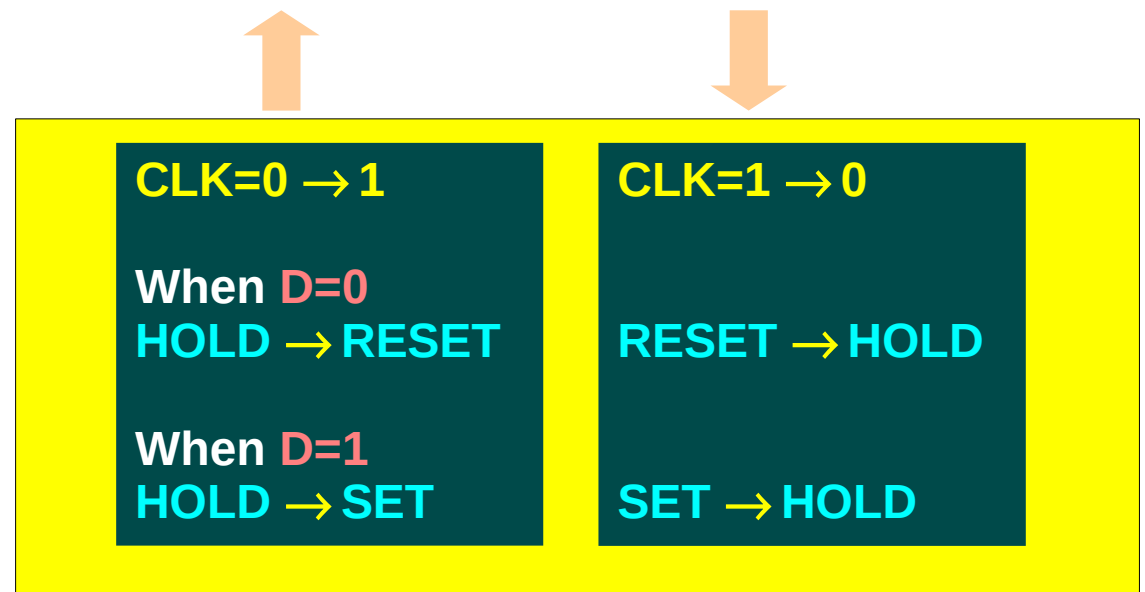 CLK=0 → 1
When D=0
HOLD → RESET
When D=1
HOLD → SET
CLK=1 → 0
RESET → HOLD
SET → HOLD